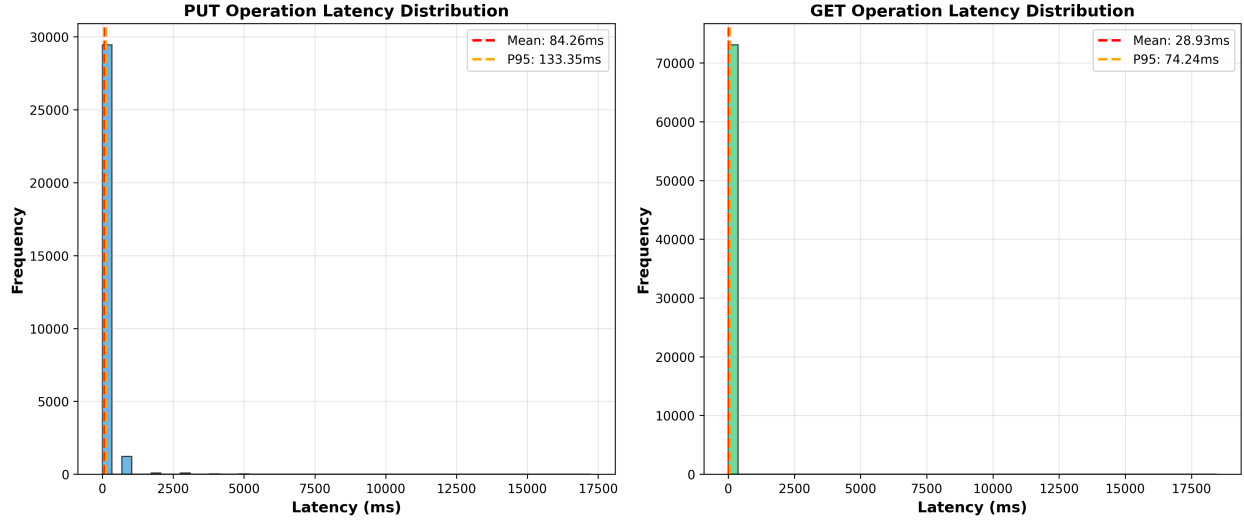 PUT Operation Latency Distribution
Mean: 84.26ms
P95: 133.35ms
30000
25000
20000
15000
10000
5000
0
Frequency
0 2500 5000 7500 10000 12500 15000 17500
Latency (ms)
GET Operation Latency Distribution
Mean: 28.93ms
P95: 74.24ms
70000
60000
50000
40000
30000
20000
10000
0
Frequency
0 2500 5000 7500 10000 12500 15000 17500
Latency (ms)